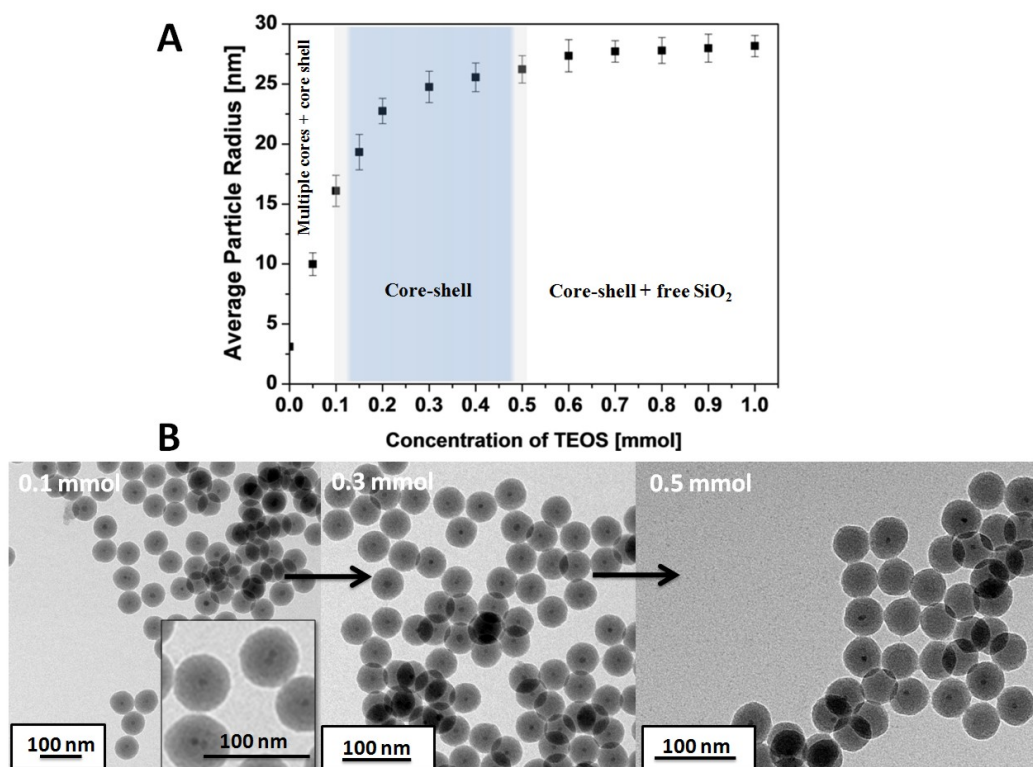 A
Average Particle Radius [nm]
30
25
20
15
10
5
0
Multiple cores + core shell
Core-shell
Core-shell + free SiO₂
0.0 0.1 0.2 0.3 0.4 0.5 0.6 0.7 0.8 0.9 1.0
Concentration of TEOS [mmol]
B
0.1 mmol
0.3 mmol
0.5 mmol
100 nm
100 nm
100 nm
100 nm